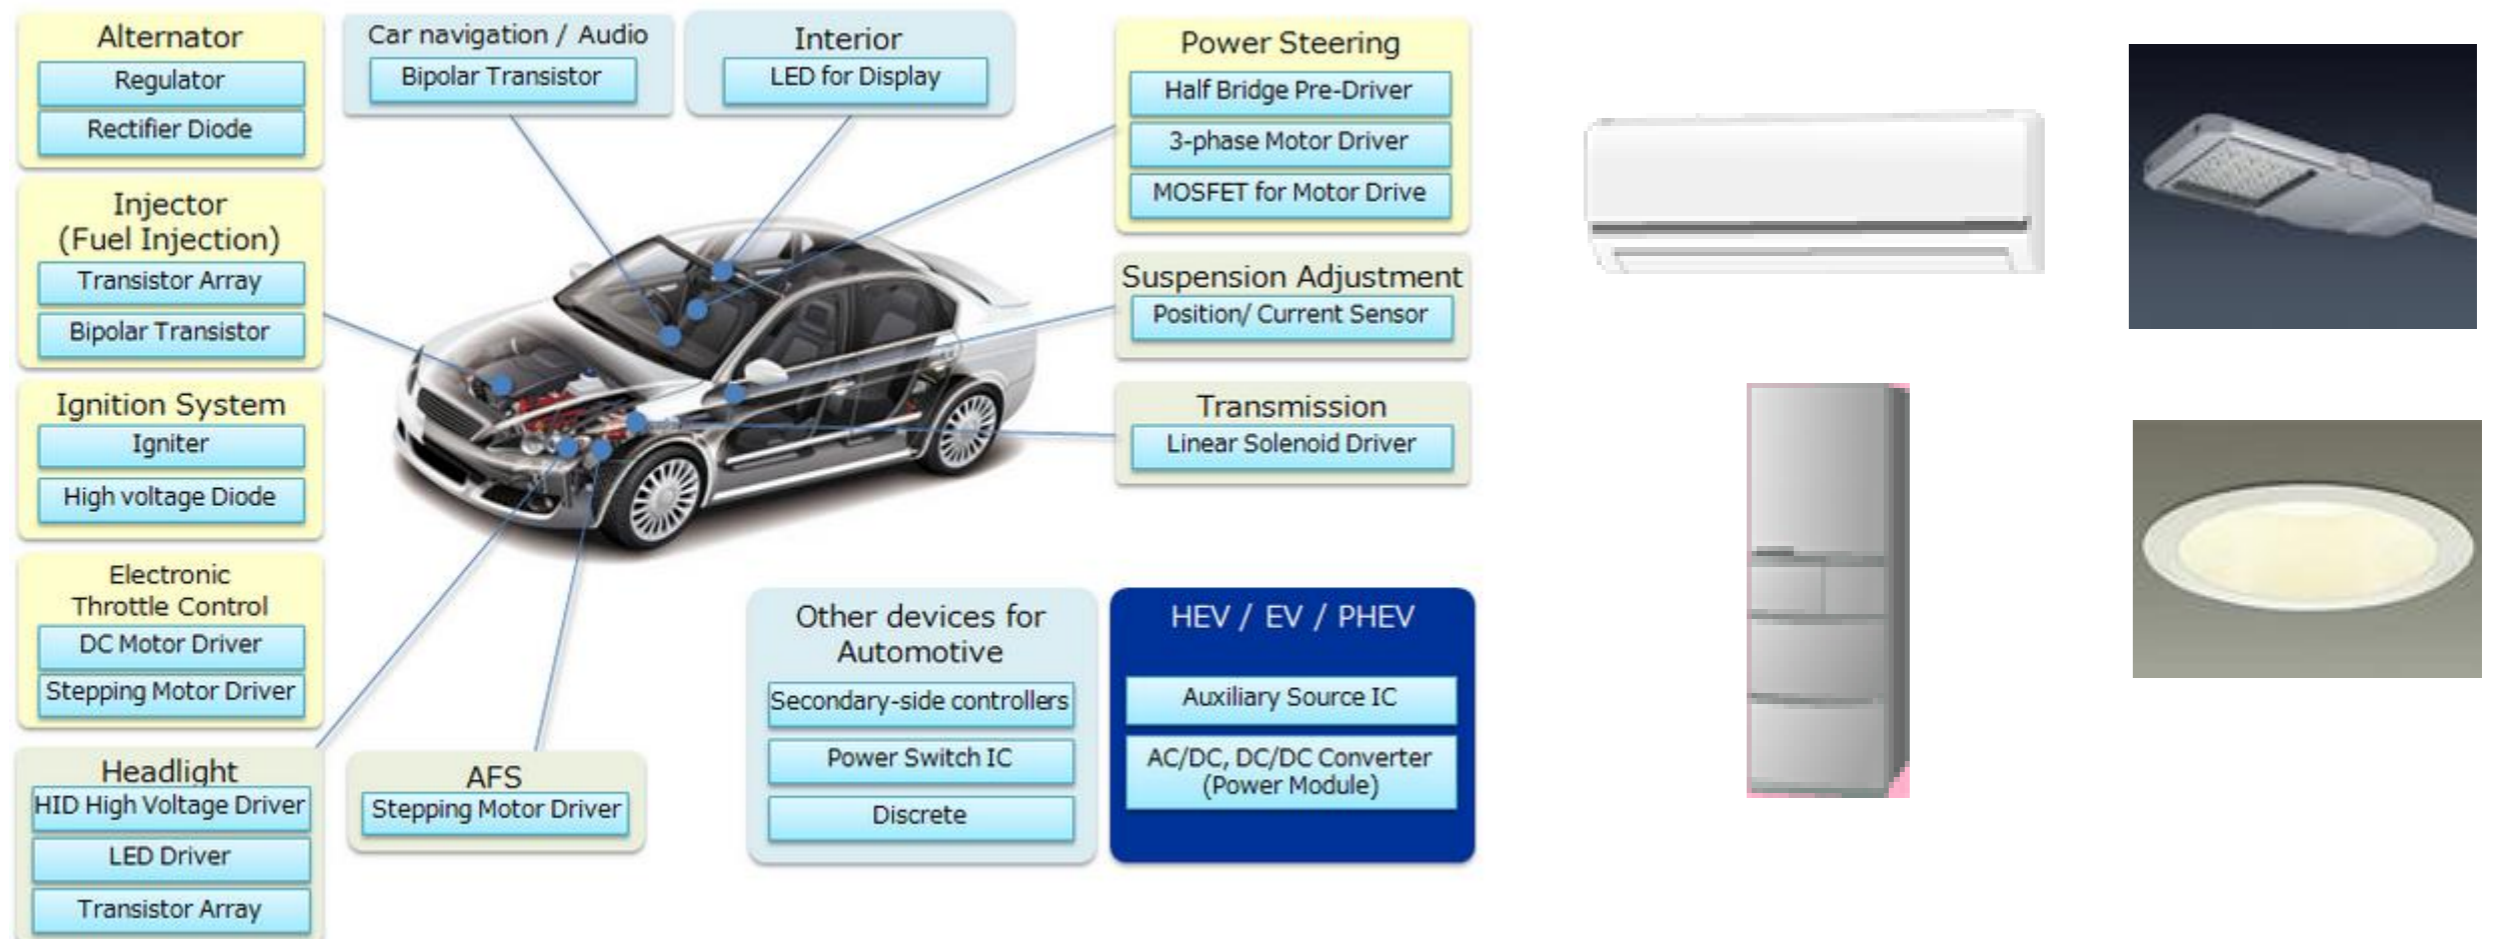 Alternator
Regulator
Rectifier Diode
Injector
(Fuel Injection)
Transistor Array
Bipolar Transistor
Ignition System
Igniter
High voltage Diode
Electronic
Throttle Control
DC Motor Driver
Stepping Motor Driver
Headlight
HID High Voltage Driver
LED Driver
Transistor Array
Car navigation / Audio
Bipolar Transistor
Interior
LED for Display
AFS
Stepping Motor Driver
Power Steering
Half Bridge Pre-Driver
3-phase Motor Driver
MOSFET for Motor Drive
Suspension Adjustment
Position/ Current Sensor
Transmission
Linear Solenoid Driver
Other devices for
Automotive
Secondary-side controllers
Power Switch IC
Discrete
HEV / EV / PHEV
Auxiliary Source IC
AC/DC, DC/DC Converter
(Power Module)